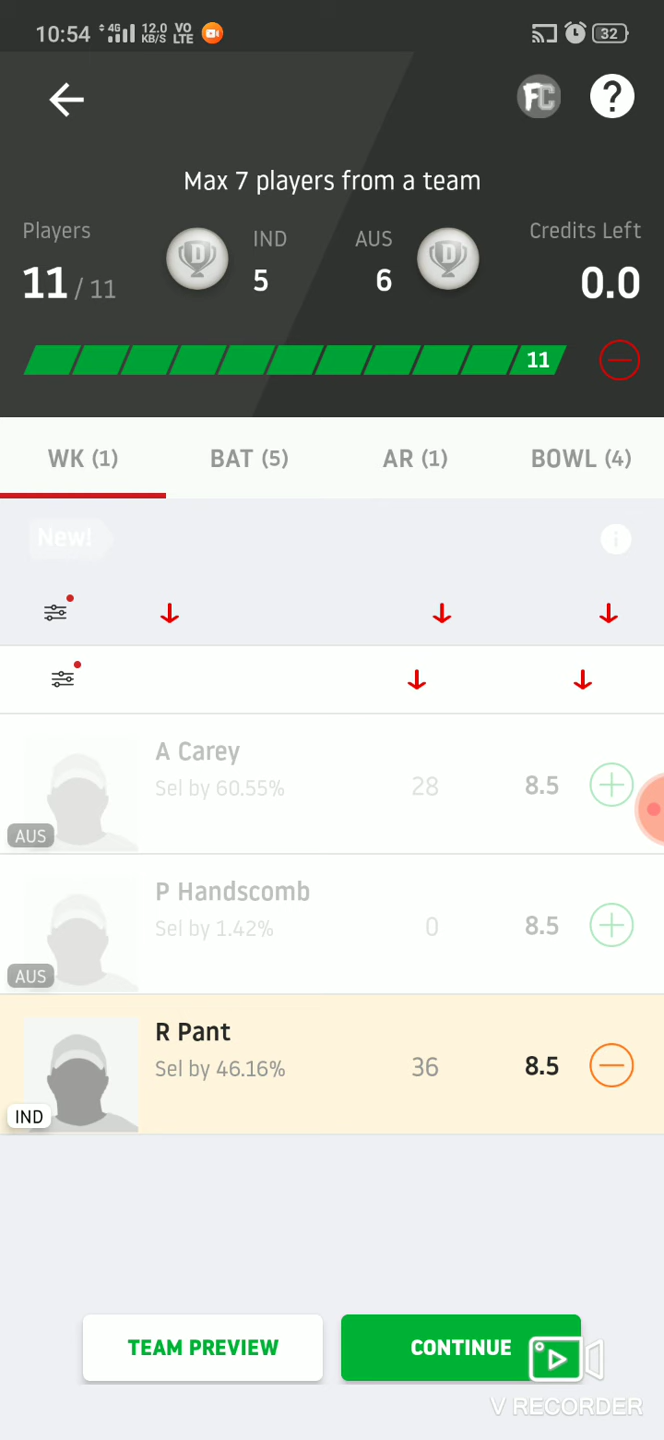 10:54 4G 12.0 KB/S VO LTE 32
FC ?
Max 7 players from a team
Players IND AUS Credits Left
11 / 11 D 5 6 D 0.0
11
WK (1) BAT (5) AR (1) BOWL (4)
New! i
A Carey
Sel by 60.55% 28 8.5
AUS
P Handscomb
Sel by 1.42% 0 8.5
AUS
R Pant
Sel by 46.16% 36 8.5
IND
TEAM PREVIEW CONTINUE
V RECORDER